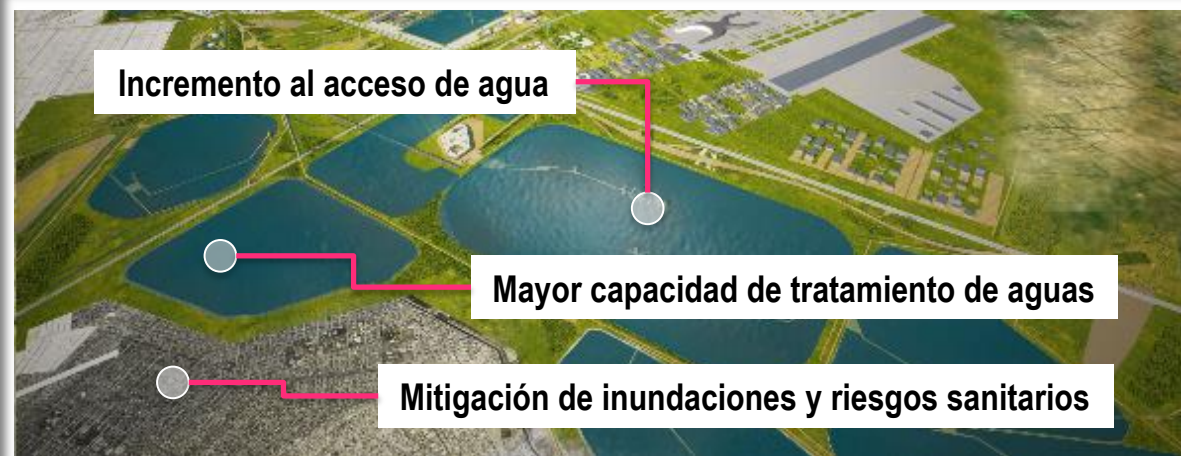 Incremento al acceso de agua
Mayor capacidad de tratamiento de aguas
Mitigación de inundaciones y riesgos sanitarios